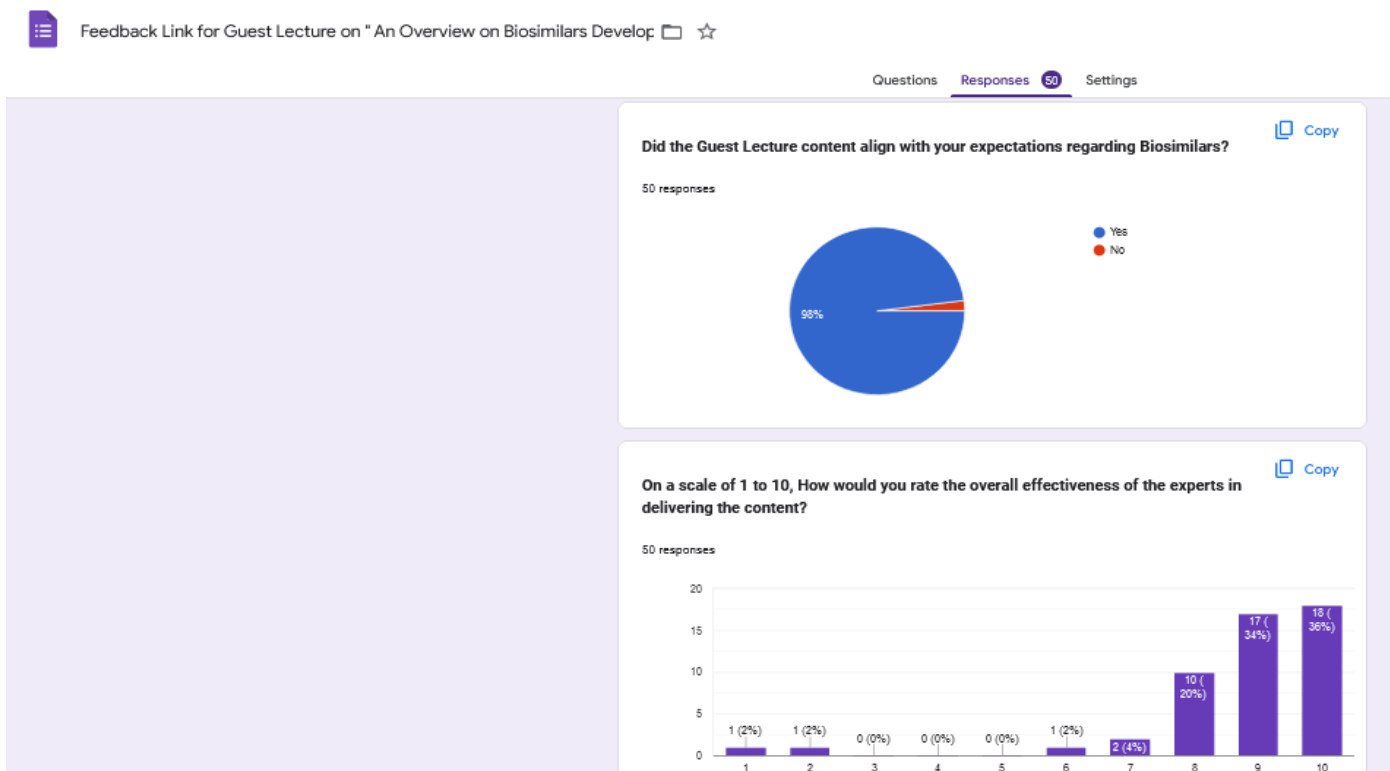 Feedback Link for Guest Lecture on " An Overview on Biosimilars Develop
Questions Responses 50 Settings
Copy
Did the Guest Lecture content align with your expectations regarding Biosimilars?
50 responses
Yes
No
98%
Copy
On a scale of 1 to 10, How would you rate the overall effectiveness of the experts in
delivering the content?
50 responses
20
15
10
5
0
1 (2%)
1 (2%)
0 (0%)
0 (0%)
0 (0%)
1 (2%)
2 (4%)
10 (
20%)
17 (
34%)
18 (
36%)
1 2 3 4 5 6 7 8 9 10